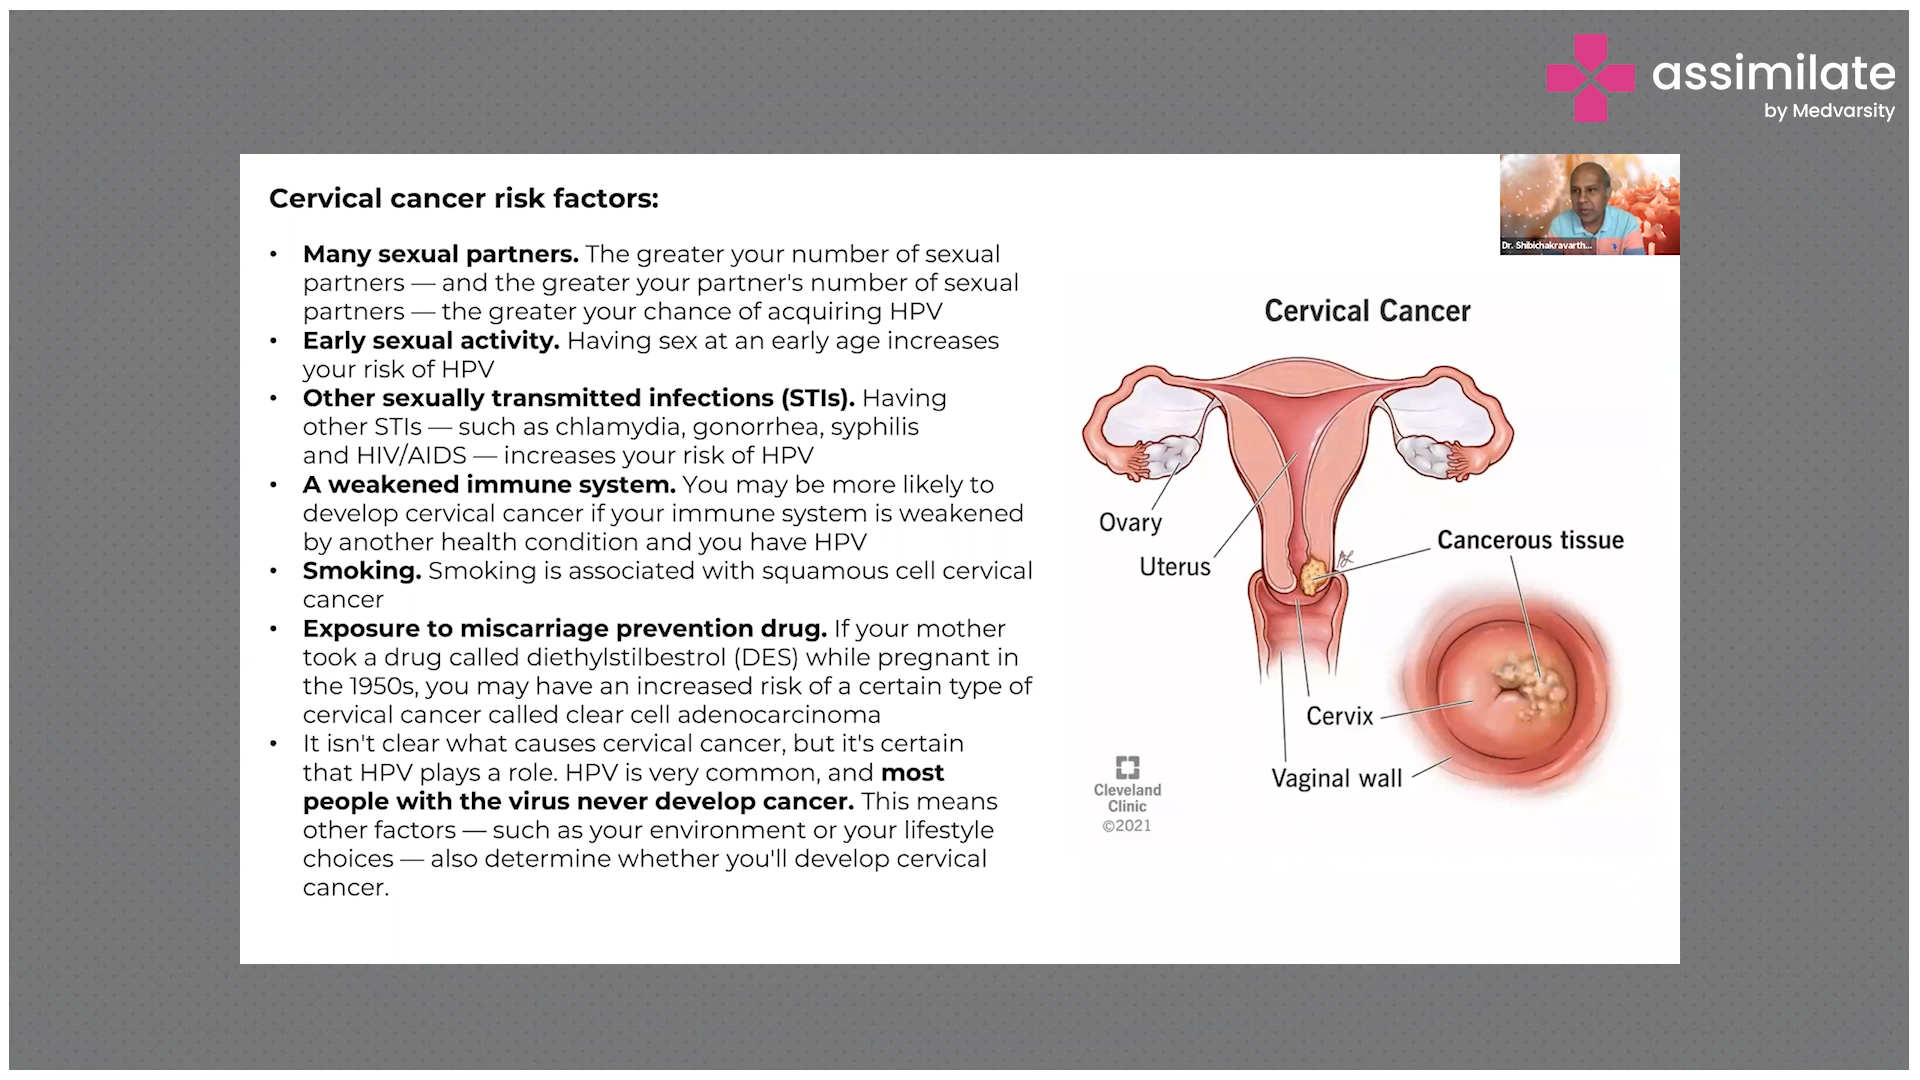 assimilate
by Medvarsity
Dr. Shibichakravarth...
Cervical cancer risk factors:
• Many sexual partners. The greater your number of sexual
partners — and the greater your partner's number of sexual
partners — the greater your chance of acquiring HPV
• Early sexual activity. Having sex at an early age increases
your risk of HPV
• Other sexually transmitted infections (STIs). Having
other STIs — such as chlamydia, gonorrhea, syphilis
and HIV/AIDS — increases your risk of HPV
• A weakened immune system. You may be more likely to
develop cervical cancer if your immune system is weakened
by another health condition and you have HPV
• Smoking. Smoking is associated with squamous cell cervical
cancer
• Exposure to miscarriage prevention drug. If your mother
took a drug called diethylstilbestrol (DES) while pregnant in
the 1950s, you may have an increased risk of a certain type of
cervical cancer called clear cell adenocarcinoma
• It isn't clear what causes cervical cancer, but it's certain
that HPV plays a role. HPV is very common, and most
people with the virus never develop cancer. This means
other factors — such as your environment or your lifestyle
choices — also determine whether you'll develop cervical
cancer.
Cervical Cancer
Ovary
Uterus
Cancerous tissue
Cervix
Vaginal wall
Cleveland
Clinic
©2021